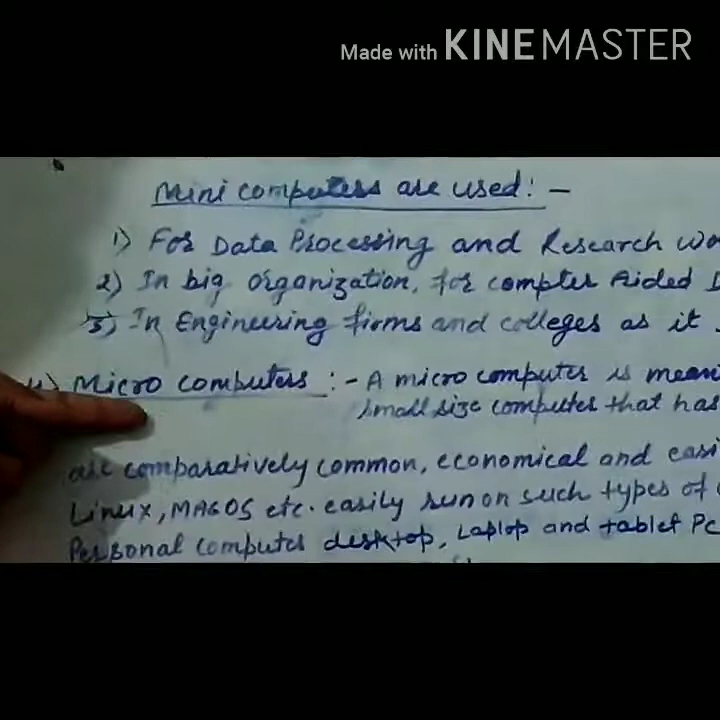 Made with KINEMASTER
Mini computers are used: -
1) For Data Processing and Research
2) In big organization, for compter Aided
3) In Engineering firms and colleges as it
4) Micro computers : - A micro computer is
small size computer that has
are comparatively common, economical and
Linux, MACOS etc. easily run on such types of
Personal computer desktop, Laptop and tablet PC